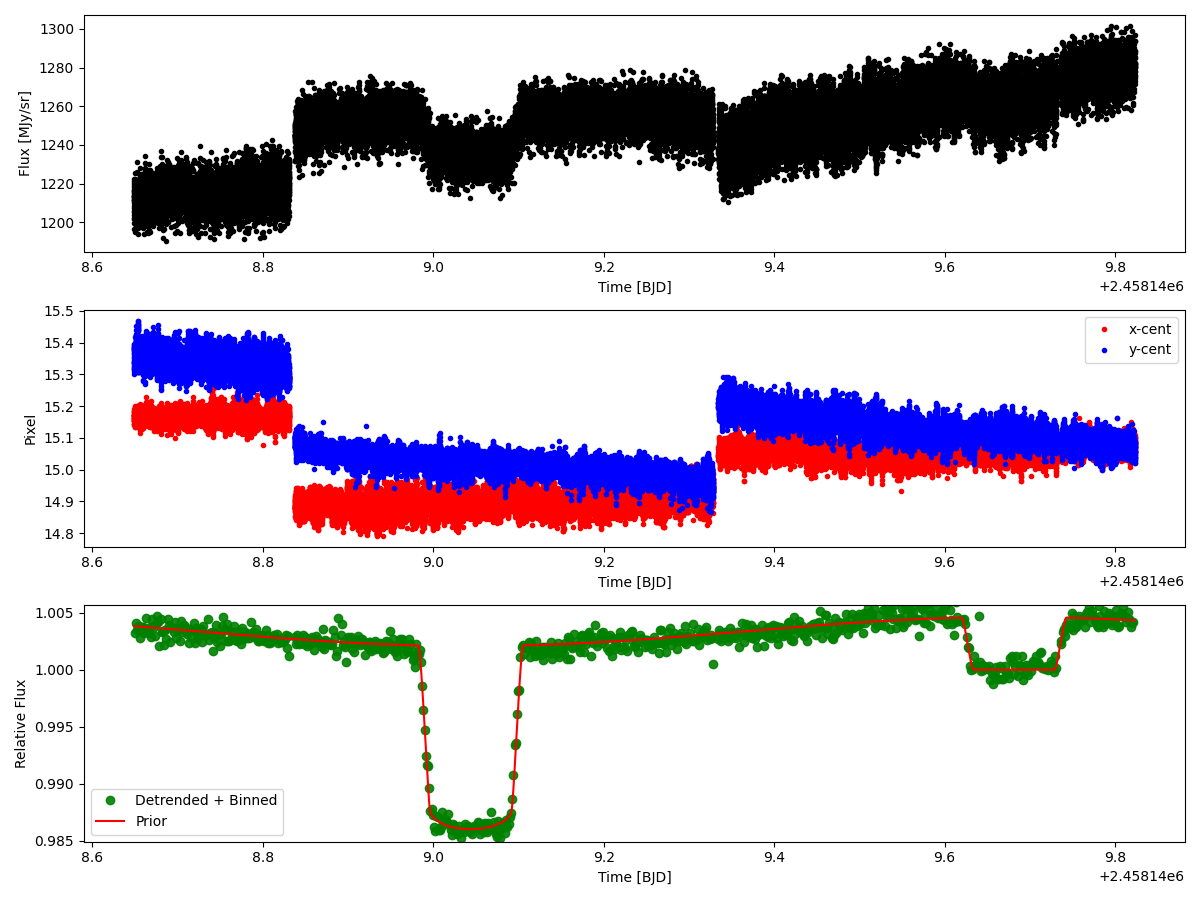 1300
1280
1260
1240
1220
1200
Flux [MJy/sr]
8.6 8.8 9.0 9.2 9.4 9.6 9.8
Time [BJD]
+2.45814e6
15.5
15.4
15.3
15.2
15.1
15.0
14.9
14.8
Pixel
x-cent
y-cent
8.6 8.8 9.0 9.2 9.4 9.6 9.8
Time [BJD]
+2.45814e6
1.005
1.000
0.995
0.990
0.985
Relative Flux
Detrended + Binned
Prior
8.6 8.8 9.0 9.2 9.4 9.6 9.8
Time [BJD]
+2.45814e6